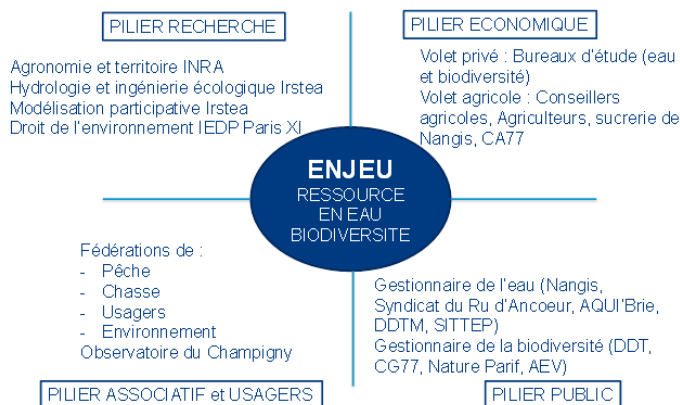 PILIER RECHERCHE
Agronomie et territoire INRA
Hydrologie et ingénierie écologique Irstea
Modélisation participative Irstea
Droit de l'environnement IEDP Paris XI
PILIER ECONOMIQUE
Volet privé : Bureaux d'étude (eau
et biodiversité)
Volet agricole : Conseillers
agricoles, Agriculteurs, sucrerie de
Nangis, CA77
ENJEU
RESSOURCE
EN EAU
BIODIVERSITE
Fédérations de :
- Pêche
- Chasse
- Usagers
- Environnement
Observatoire du Champigny
PILIER ASSOCIATIF et USAGERS
Gestionnaire de l'eau (Nangis,
Syndicat du Ru d'Ancoeur, AQUI'Brie,
DDTM, SITTEP)
Gestionnaire de la biodiversité (DDT,
CG77, Nature Parif, AEV)
PILIER PUBLIC